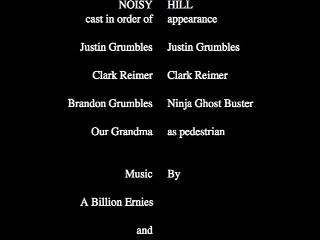 NOISY HILL
cast in order of appearance
Justin Grumbles Justin Grumbles
Clark Reimer Clark Reimer
Brandon Grumbles Ninja Ghost Buster
Our Grandma as pedestrian
Music By
A Billion Ernies
and